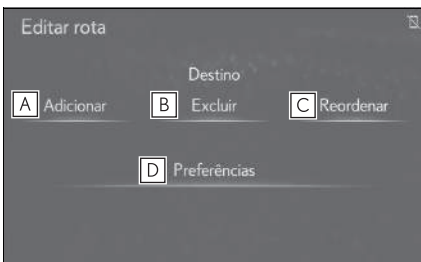 Editar rota
Destino
A Adicionar B Excluir C Reordenar
D Preferências